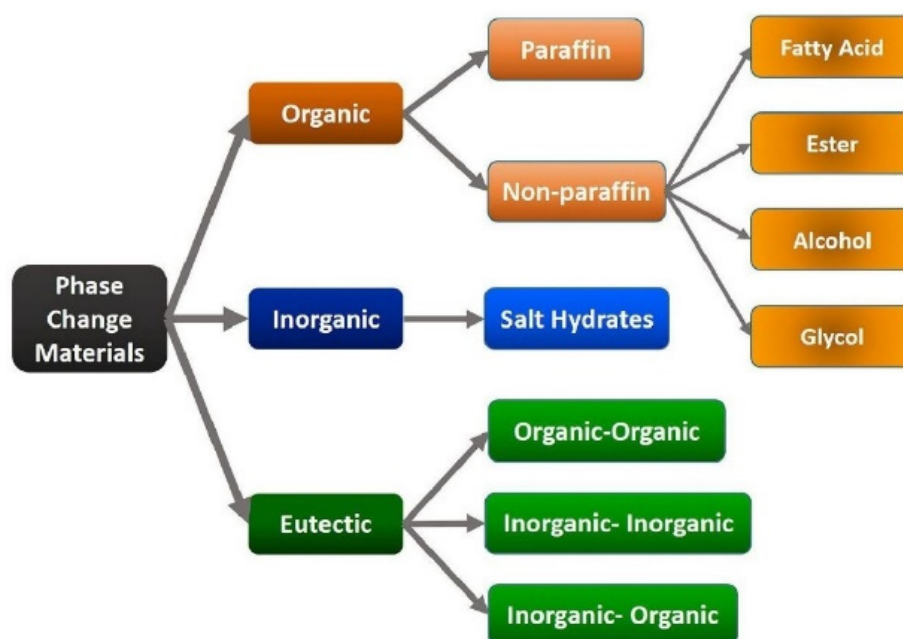 Phase
Change
Materials
Organic
Paraffin
Non-paraffin
Fatty Acid
Ester
Alcohol
Glycol
Inorganic
Salt Hydrates
Eutectic
Organic-Organic
Inorganic- Inorganic
Inorganic- Organic